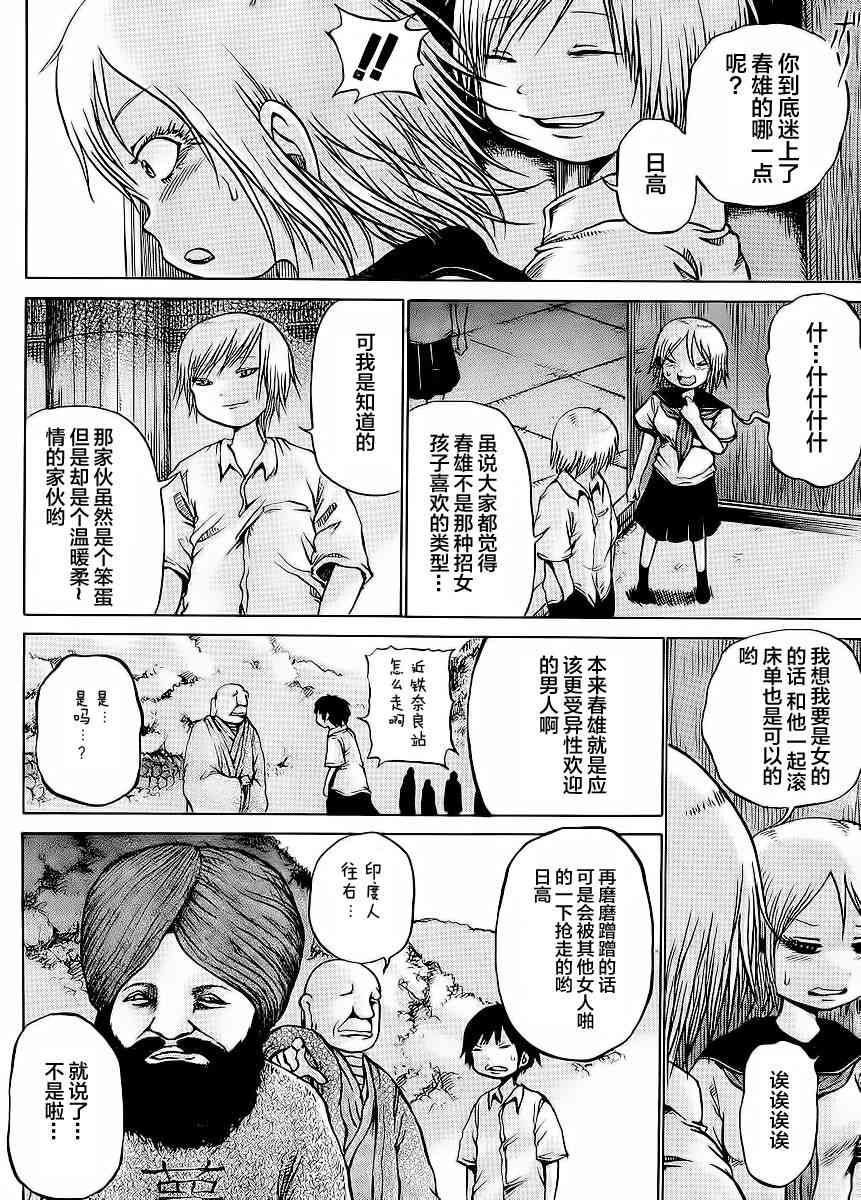 你到底迷上了
春雄的哪一点
呢？
日高
!!
什…什什什什
虽说大家都觉得
春雄不是那种招女
孩子喜欢的类型…
可我是知道的
那家伙虽然是个笨蛋
但是却是个温暖柔~
情的家伙哟
我想我要是女的
的话和他一起滚
床单也是可以的
哟
诶诶诶诶
本来春雄就是应
该更受异性欢迎
的男人啊
近铁奈良站
怎么走啊
是…
是吗…？
再磨磨蹭蹭的话
可是会被其他女人啪
的一下抢走的哟
日高
印度人
往右…
就说了…
不是啦…